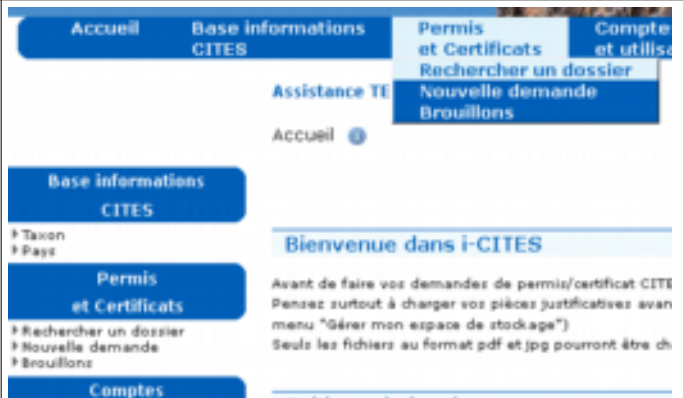 Accueil
Base informations
CITES
Permis
et Certificats
Compte
et utilisa
Rechercher un dossier
Nouvelle demande
Brouillons
Assistance TE
Accueil
Base informations
CITES
Taxon
Pays
Permis
et Certificats
Rechercher un dossier
Nouvelle demande
Brouillons
Comptes
Bienvenue dans i-CITES
Avant de faire vos demandes de permis/certificat CITE
Pensez surtout à charger vos pièces justificatives avan
menu "Gérer mon espace de stockage")
Seuls les fichiers au format pdf et jpg pourront être ch